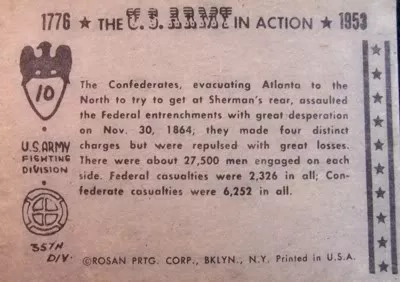 1776 ★ THE U.S. ARMY IN ACTION ★ 1953
10
U.S. ARMY
FIGHTING
DIVISION
35TH
DIV.
The Confederates, evacuating Atlanta to the
North to try to get at Sherman's rear, assaulted
the Federal entrenchments with great desperation
on Nov. 30, 1864, they made four distinct
charges but were repulsed with great losses.
There were about 27,500 men engaged on each
side. Federal casualties were 2,326 in all; Con-
federate casualties were 6,252 in all.
©ROSAN PRTG. CORP., BKLYN., N.Y. Printed in U.S.A.